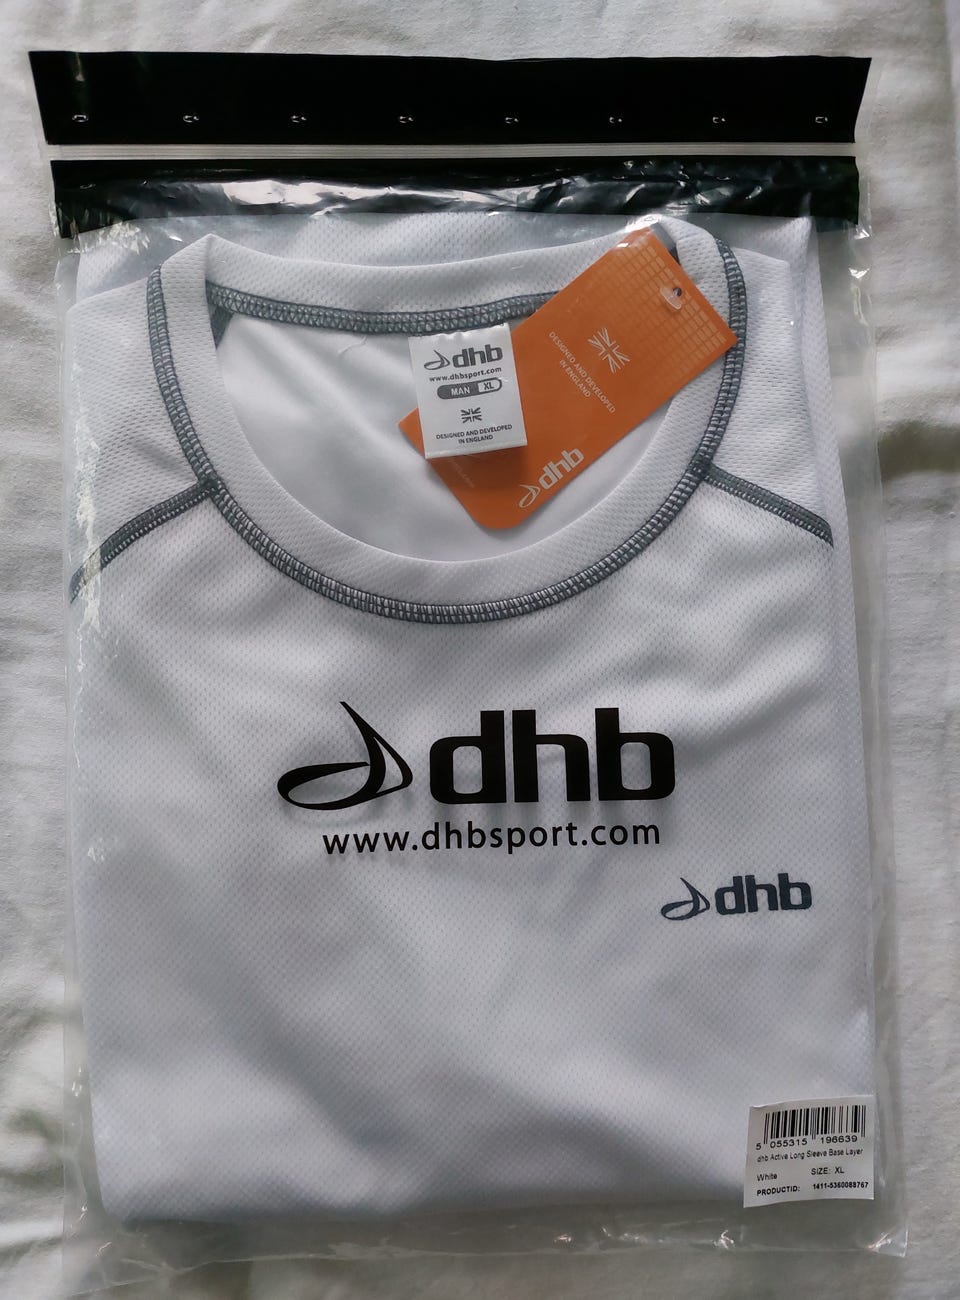 dhb
www.dhbsport.com
MAN XL
DESIGNED AND DEVELOPED
IN ENGLAND
DESIGNED AND DEVELOPED
IN ENGLAND
dhb
dhb
www.dhbsport.com
dhb
5 055315 196639
dhb Active Long Sleeve Base Layer
White SIZE: XL
PRODUCTID: 1411-5360088767